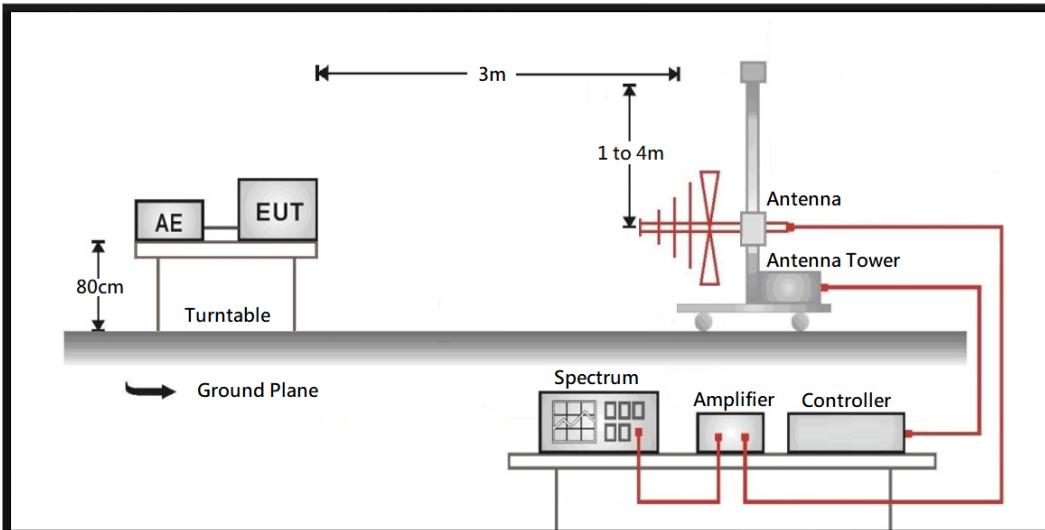 3m
1 to 4m
AE
EUT
Antenna
Antenna Tower
80cm
Turntable
Ground Plane
Spectrum
Amplifier
Controller